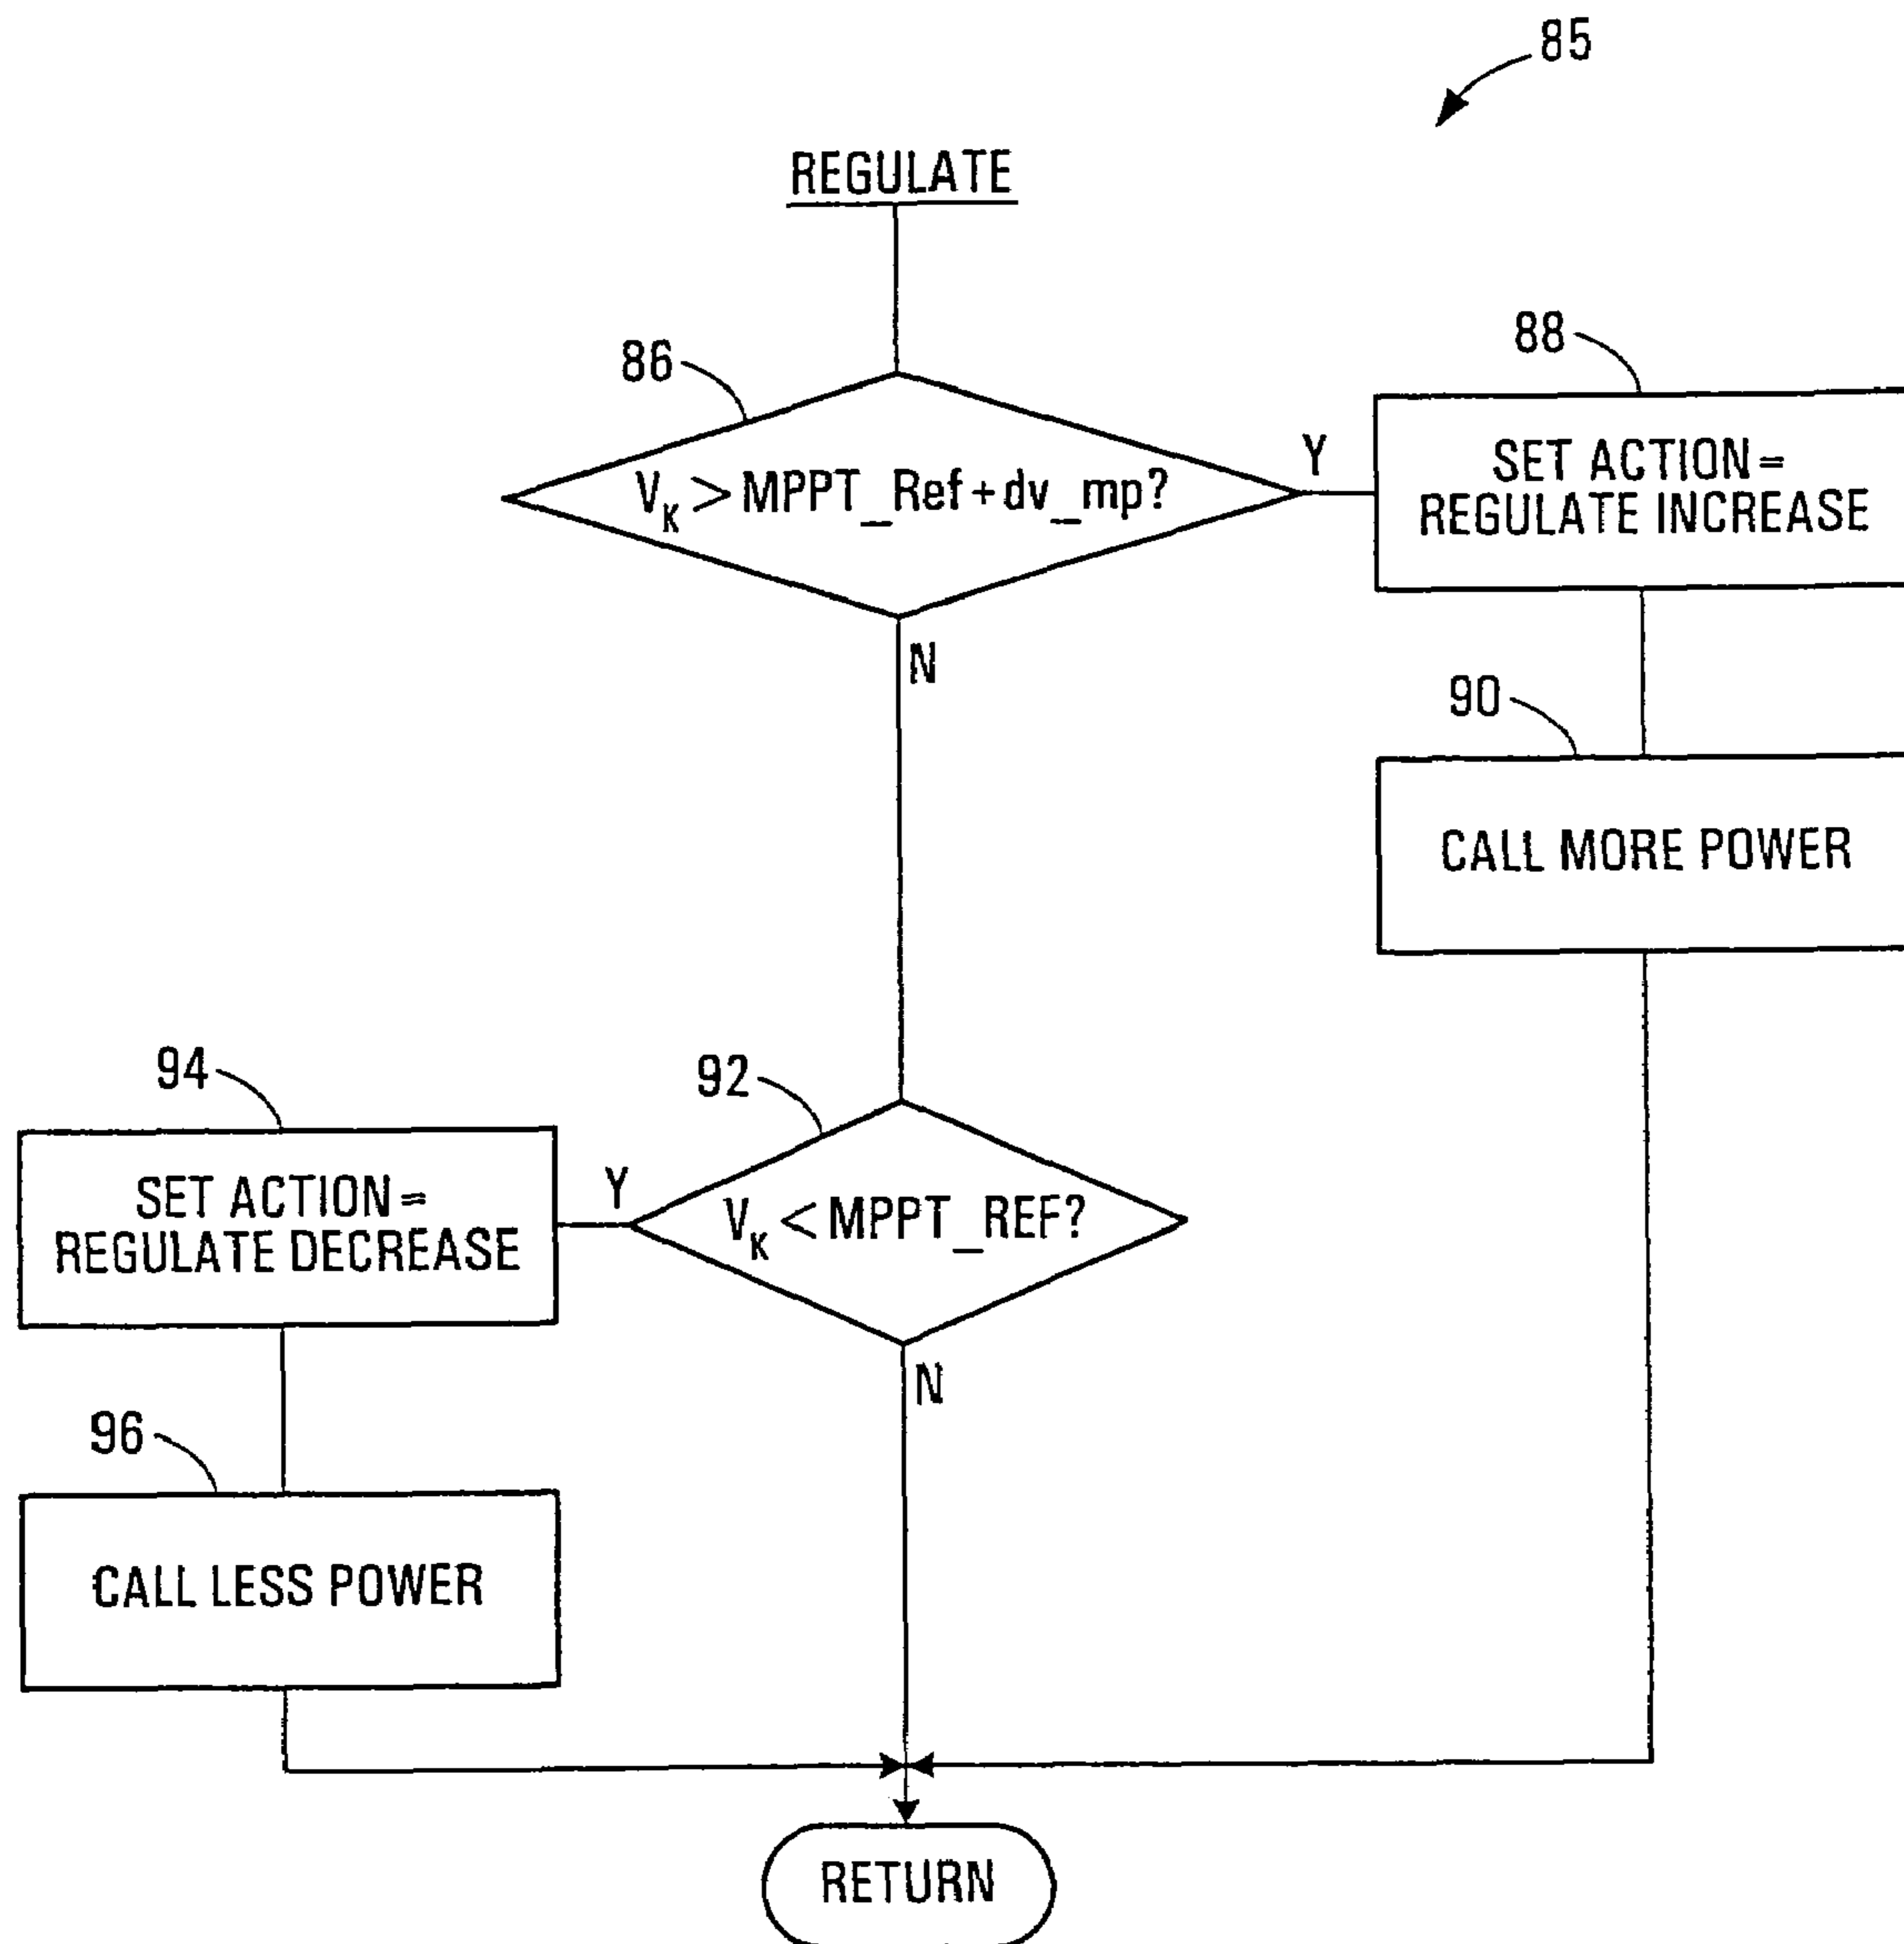 85
REGULATE
86
V_K > MPPT_Ref + dv_mp?
Y
N
88
SET ACTION =
REGULATE INCREASE
90
CALL MORE POWER
92
V_K < MPPT_REF?
Y
N
94
SET ACTION =
REGULATE DECREASE
96
CALL LESS POWER
RETURN